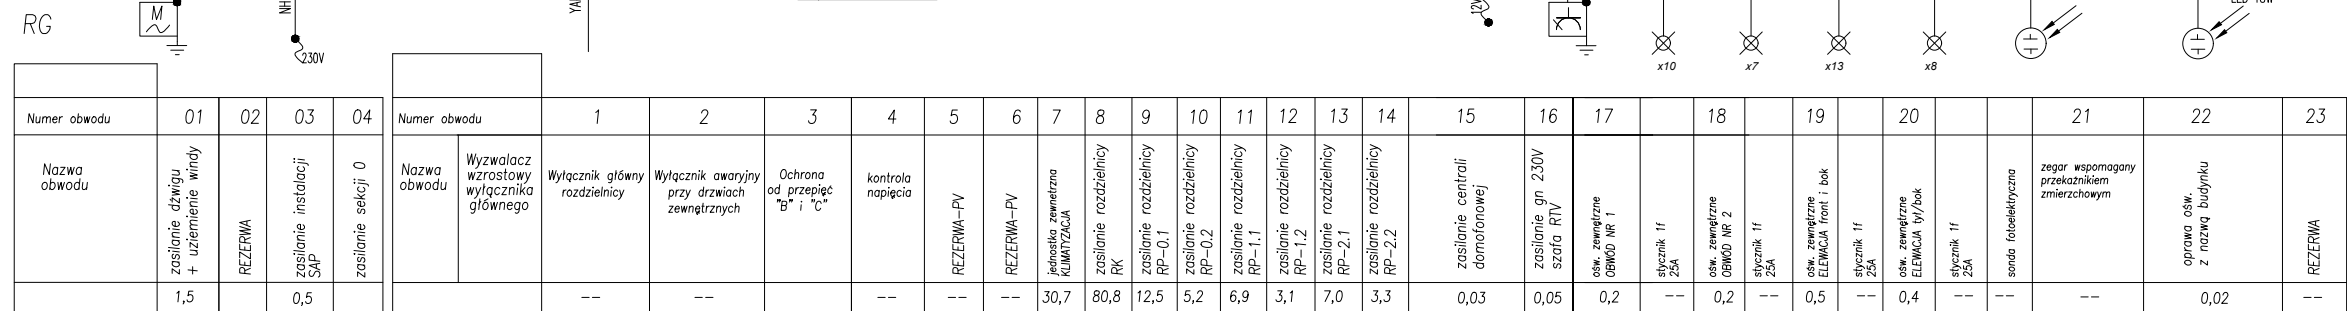 RG
M
NH
230V
YA
12V
LED 10W
x10
x7
x13
x8
Numer obwodu
01
02
03
04
Numer obwodu
1
2
3
4
5
6
7
8
9
10
11
12
13
14
15
16
17
18
19
20
21
22
23
Nazwa
obwodu
zasilanie dźwigu
+ uziemienie windy
REZERWA
zasilanie instalacji
SAP
zasilanie sekcji 0
Nazwa
obwodu
Wyzwalacz
wzrostowy
wyłącznika
głównego
Wyłącznik główny
rozdzielnicy
Wyłącznik awaryjny
przy drzwiach
zewnętrznych
Ochrona
od przepięć
"B" i "C"
kontrola
napięcia
REZERWA-PV
REZERWA-PV
jednostka zewnetrzna
KLIMATYZACJA
zasilanie rozdzielnicy
RK
zasilanie rozdzielnicy
RP-0.1
zasilanie rozdzielnicy
RP-0.2
zasilanie rozdzielnicy
RP-1.1
zasilanie rozdzielnicy
RP-1.2
zasilanie rozdzielnicy
RP-2.1
zasilanie rozdzielnicy
RP-2.2
zasilanie centrali
domofonowej
zasilanie gn 230V
szafa RTV
ośw. zewnętrzne
OBWÓD NR 1
stycznik 1f
25A
ośw. zewnętrzne
OBWÓD NR 2
stycznik 1f
25A
ośw. zewnętrzne
ELEWACJA front i bok
stycznik 1f
25A
ośw. zewnętrzne
ELEWACJA tył/bok
stycznik 1f
25A
sonda fotoelektryczna
zegar wspomagany
przekaźnikiem
zmierzchowym
oprawa ośw.
z nazwą budynku
REZERWA
1,5
0,5
--
--
--
--
--
30,7
80,8
12,5
5,2
6,9
3,1
7,0
3,3
0,03
0,05
0,2
--
0,2
--
0,5
--
0,4
--
--
--
0,02
--